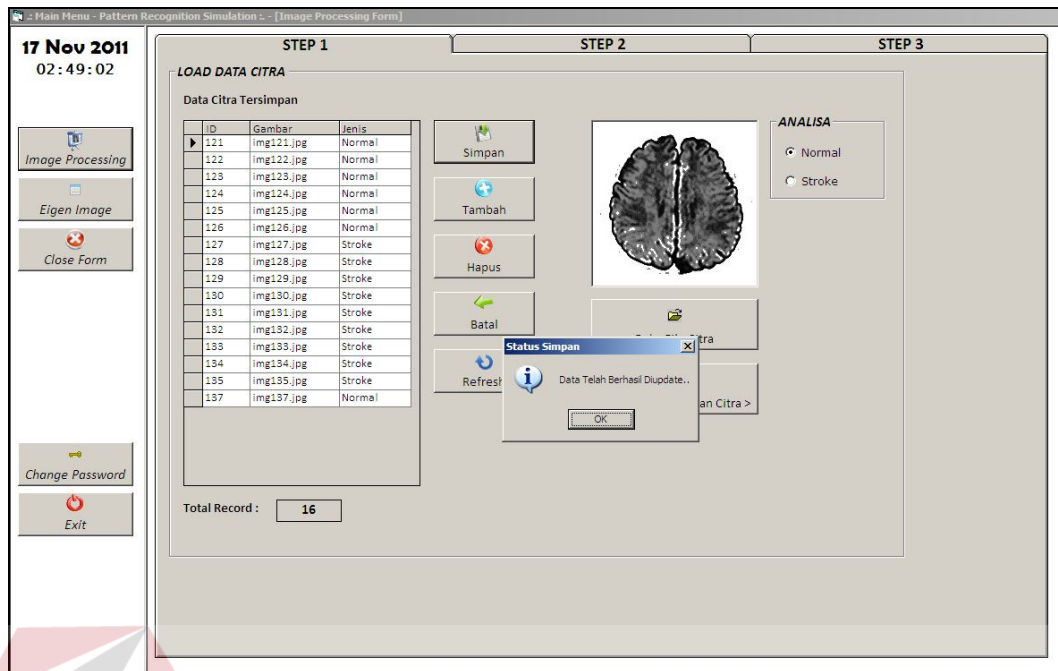 .: Main Menu - Pattern Recognition Simulation :. - [Image Processing Form]
17 Nov 2011
02:49:02
Image Processing
Eigen Image
Close Form
Change Password
Exit
STEP 1 STEP 2 STEP 3
LOAD DATA CITRA
Data Citra Tersimpan
ID Gambar Jenis
121 img121.jpg Normal
122 img122.jpg Normal
123 img123.jpg Normal
124 img124.jpg Normal
125 img125.jpg Normal
126 img126.jpg Normal
127 img127.jpg Stroke
128 img128.jpg Stroke
129 img129.jpg Stroke
130 img130.jpg Stroke
131 img131.jpg Stroke
132 img132.jpg Stroke
133 img133.jpg Stroke
134 img134.jpg Stroke
135 img135.jpg Stroke
137 img137.jpg Normal
Total Record : 16
Simpan
Tambah
Hapus
Batal
Refresh
ANALISA
Normal
Stroke
tra
an Citra >
Status Simpan
Data Telah Berhasil Diupdate..
OK